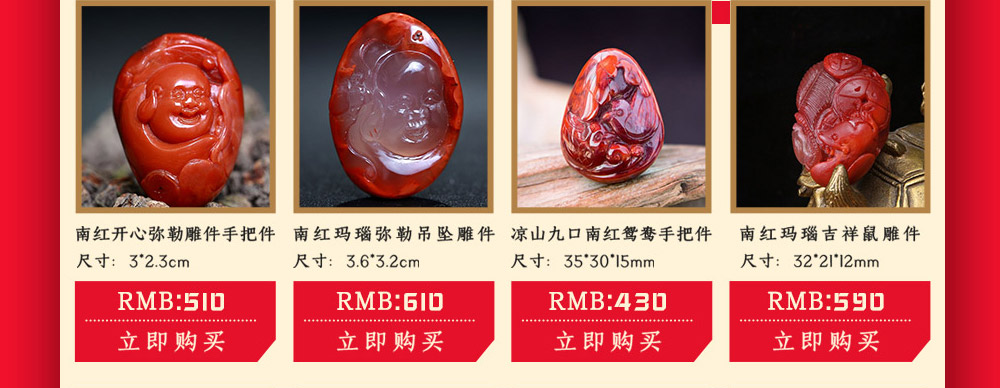 南红开心弥勒雕件手把件
尺寸: 3*2.3cm
RMB:510
立即购买
南红玛瑙弥勒吊坠雕件
尺寸: 3.6*3.2cm
RMB:610
立即购买
凉山九口南红鸳鸯手把件
尺寸: 35*30*15mm
RMB:430
立即购买
南红玛瑙吉祥鼠雕件
尺寸: 32*21*12mm
RMB:590
立即购买